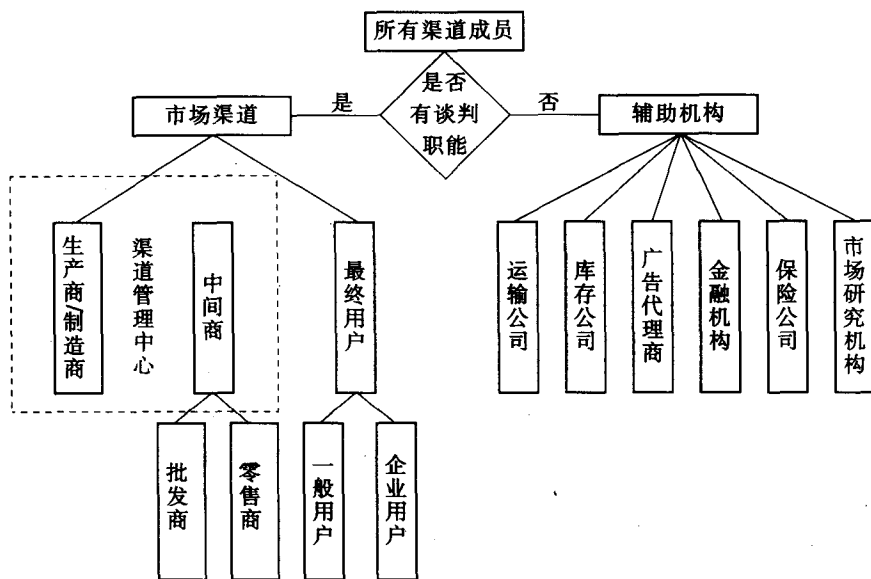 所有渠道成员
是否
有谈判
职能
是
否
市场渠道
辅助机构
生产商/制造商
渠道管理中心
中间商
最终用户
运输公司
库存公司
广告代理商
金融机构
保险公司
市场研究机构
批发商
零售商
一般用户
企业用户